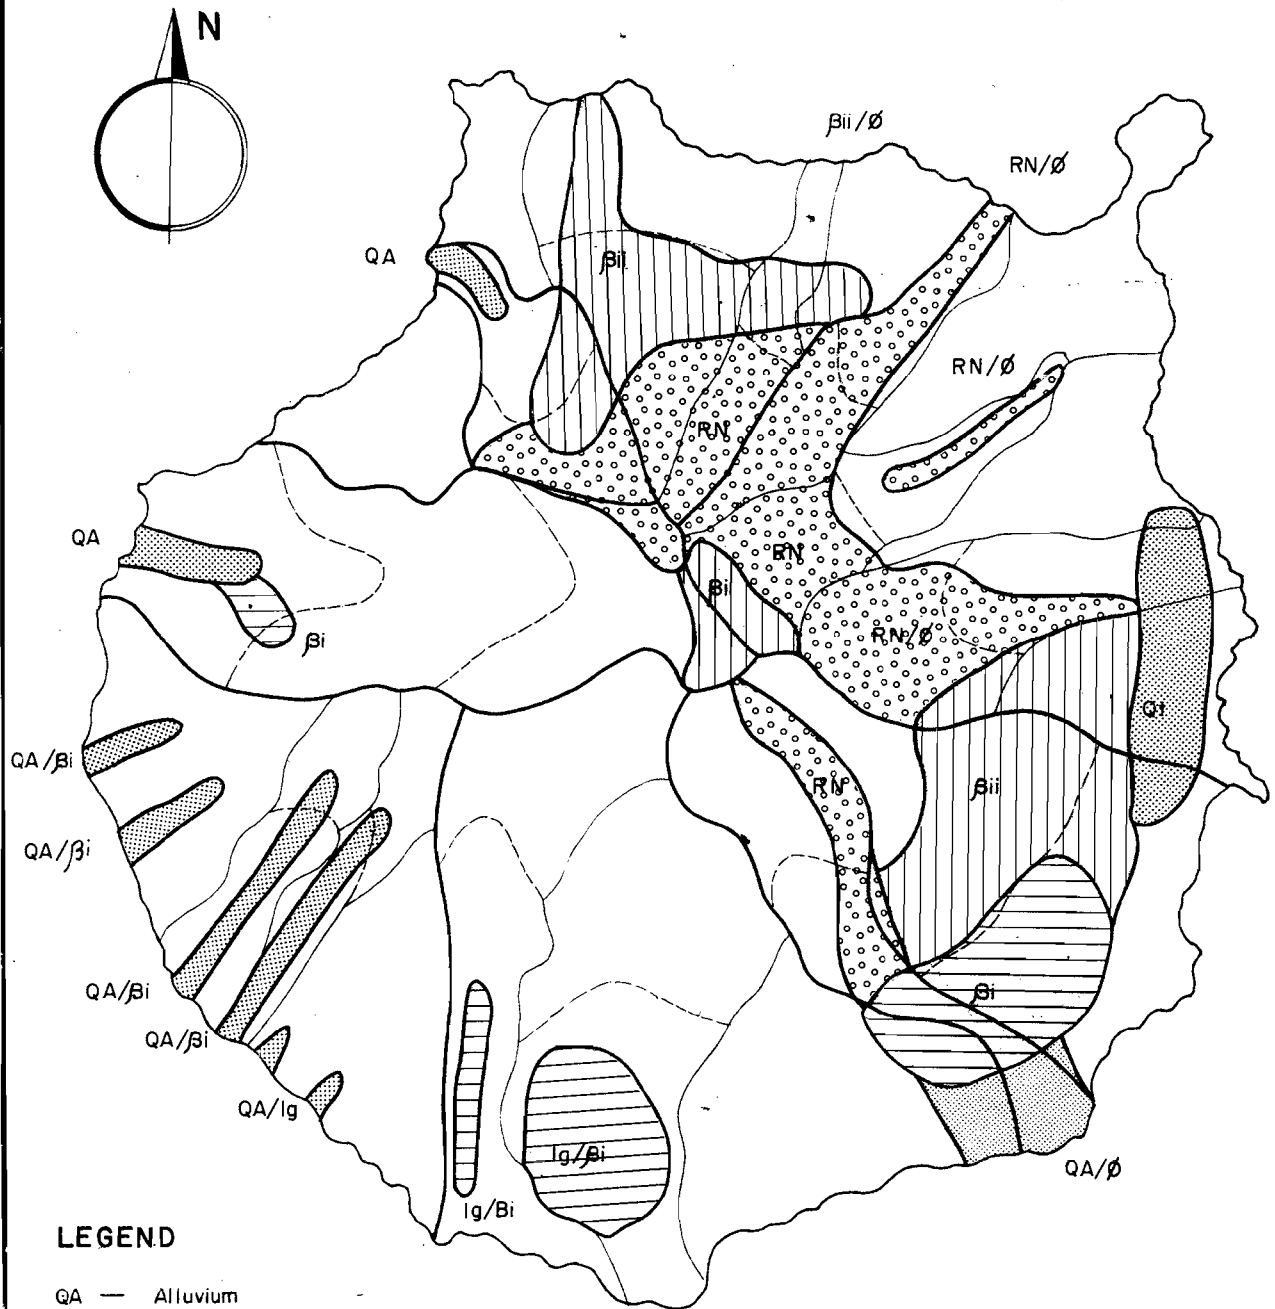 N
βii/Ø
RN/Ø
QA
βii
RN/Ø
RN
QA
RN
βi
RN/Ø
βi
Qt
QA/βi
RN
βii
QA/βi
QA/βi
βi
QA/βi
QA/Ig
Ig/βi
QA/Ø
Ig/Bi
LEGEND
QA — Alluvium